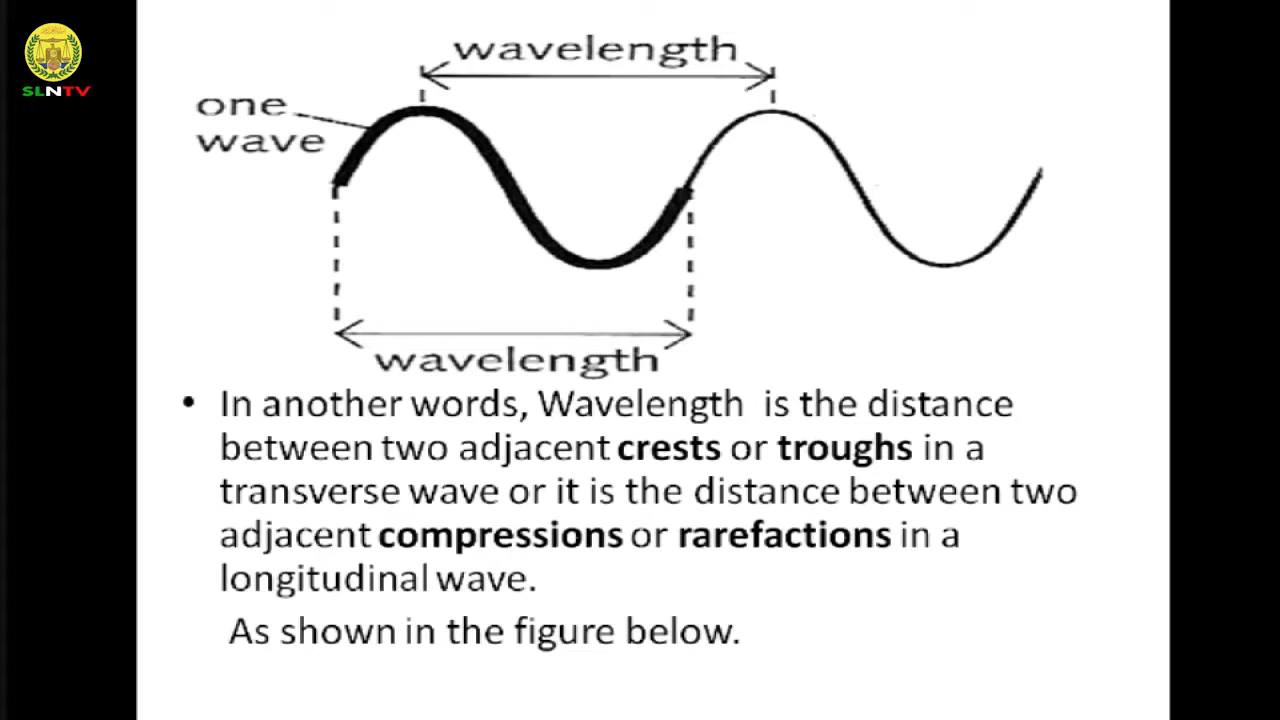 SLNTV
wavelength
one
wave
wavelength
• In another words, Wavelength is the distance
between two adjacent crests or troughs in a
transverse wave or it is the distance between two
adjacent compressions or rarefactions in a
longitudinal wave.
As shown in the figure below.